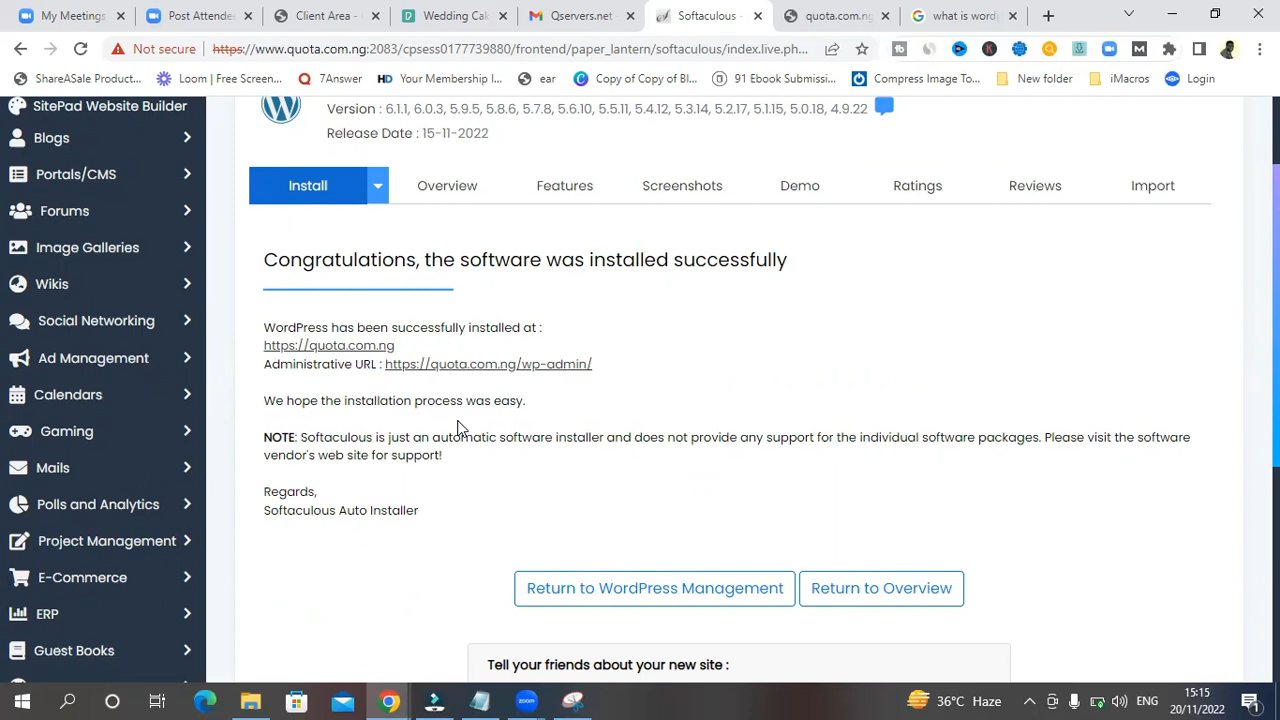 My Meetings
Post Attende
Client Area -
Wedding Cak
Qservers.net -
Softaculous -
quota.com.ng
what is word
Not secure
https://www.quota.com.ng:2083/cpsess0177739880/frontend/paper_lantern/softaculous/index.live.ph...
ShareASale Product...
Loom | Free Screen...
7Answer
Your Membership I...
ear
Copy of Copy of Bl...
91 Ebook Submissi...
Compress Image To...
New folder
iMacros
Login
SitePad Website Builder
Blogs
Portals/CMS
Forums
Image Galleries
Wikis
Social Networking
Ad Management
Calendars
Gaming
Mails
Polls and Analytics
Project Management
E-Commerce
ERP
Guest Books
Version : 6.1.1, 6.0.3, 5.9.5, 5.8.6, 5.7.8, 5.6.10, 5.5.11, 5.4.12, 5.3.14, 5.2.17, 5.1.15, 5.0.18, 4.9.22
Release Date : 15-11-2022
Install
Overview
Features
Screenshots
Demo
Ratings
Reviews
Import
Congratulations, the software was installed successfully
WordPress has been successfully installed at :
https://quota.com.ng
Administrative URL : https://quota.com.ng/wp-admin/
We hope the installation process was easy.
NOTE: Softaculous is just an automatic software installer and does not provide any support for the individual software packages. Please visit the software
vendor's web site for support!
Regards,
Softaculous Auto Installer
Return to WordPress Management
Return to Overview
Tell your friends about your new site :
36°C Haze
ENG
15:15
20/11/2022